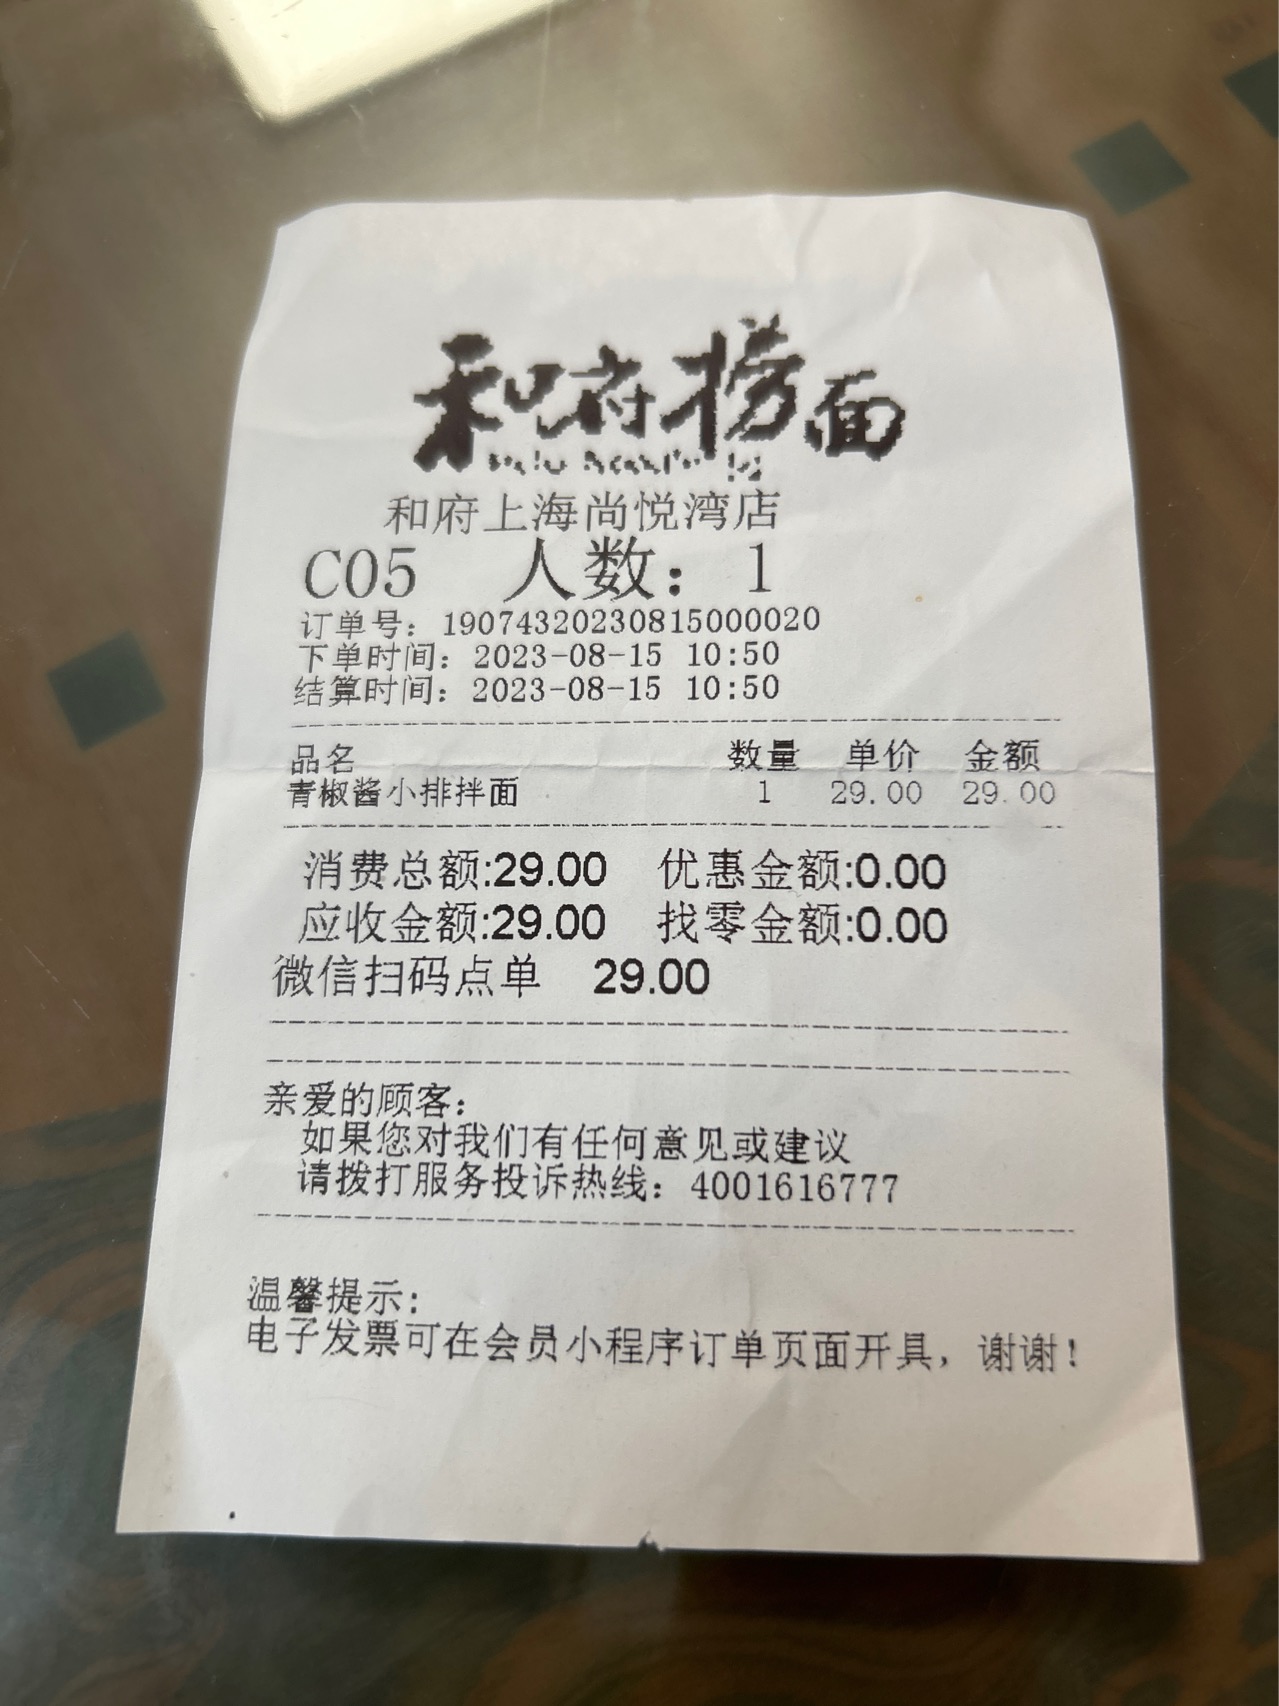 和府捞面
和府上海尚悦湾店
C05 人数：1
订单号：19074320230815000020
下单时间：2023-08-15 10:50
结算时间：2023-08-15 10:50
品名 数量 单价 金额
青椒酱小排拌面 1 29.00 29.00
消费总额:29.00 优惠金额:0.00
应收金额:29.00 找零金额:0.00
微信扫码点单 29.00
亲爱的顾客：
如果您对我们有任何意见或建议
请拨打服务投诉热线：4001616777
温馨提示：
电子发票可在会员小程序订单页面开具，谢谢！